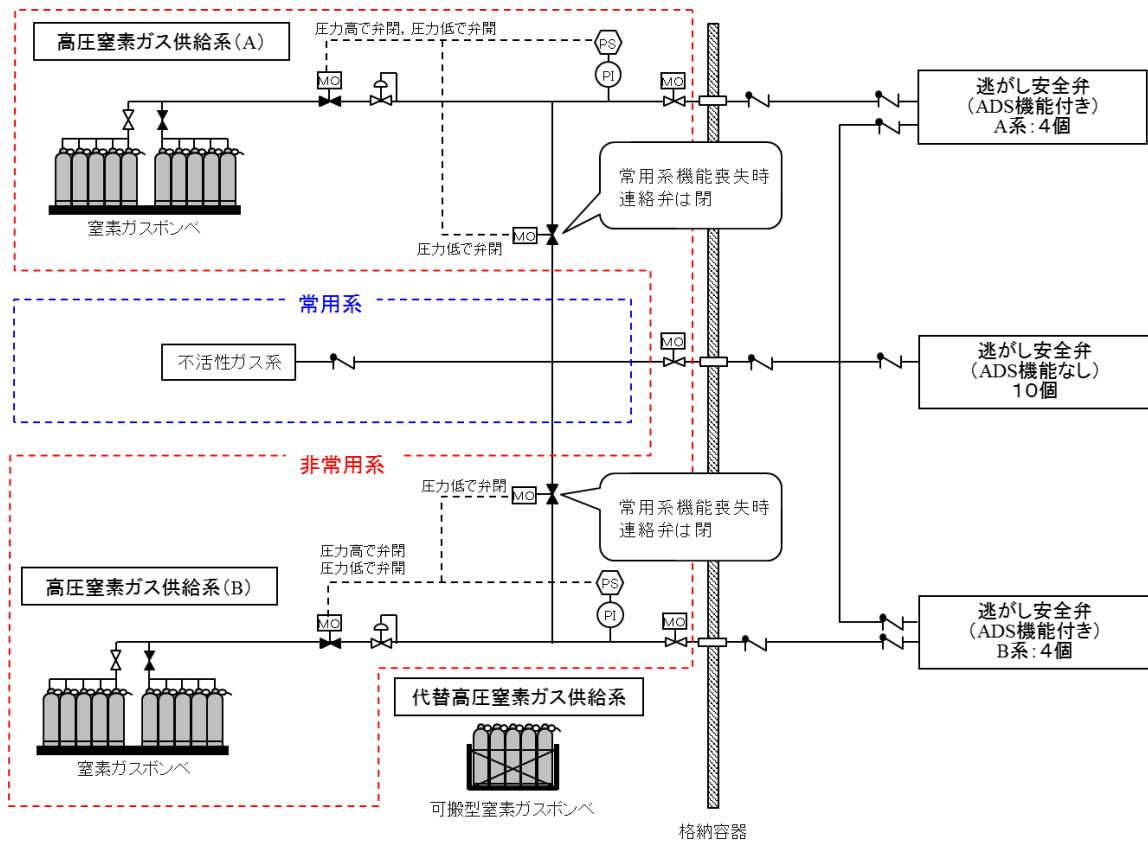 高圧窒素ガス供給系(A)
圧力高で弁閉, 圧力低で弁開
PS
PI
MO
MO
窒素ガスボンベ
逃がし安全弁
(ADS機能付き)
A系:4個
常用系機能喪失時
連絡弁は閉
MO
圧力低で弁閉
常用系
不活性ガス系
MO
逃がし安全弁
(ADS機能なし)
10個
非常用系
圧力低で弁閉
MO
常用系機能喪失時
連絡弁は閉
圧力高で弁閉
圧力低で弁開
高圧窒素ガス供給系(B)
PS
PI
MO
MO
窒素ガスボンベ
逃がし安全弁
(ADS機能付き)
B系:4個
代替高圧窒素ガス供給系
可搬型窒素ガスボンベ
格納容器